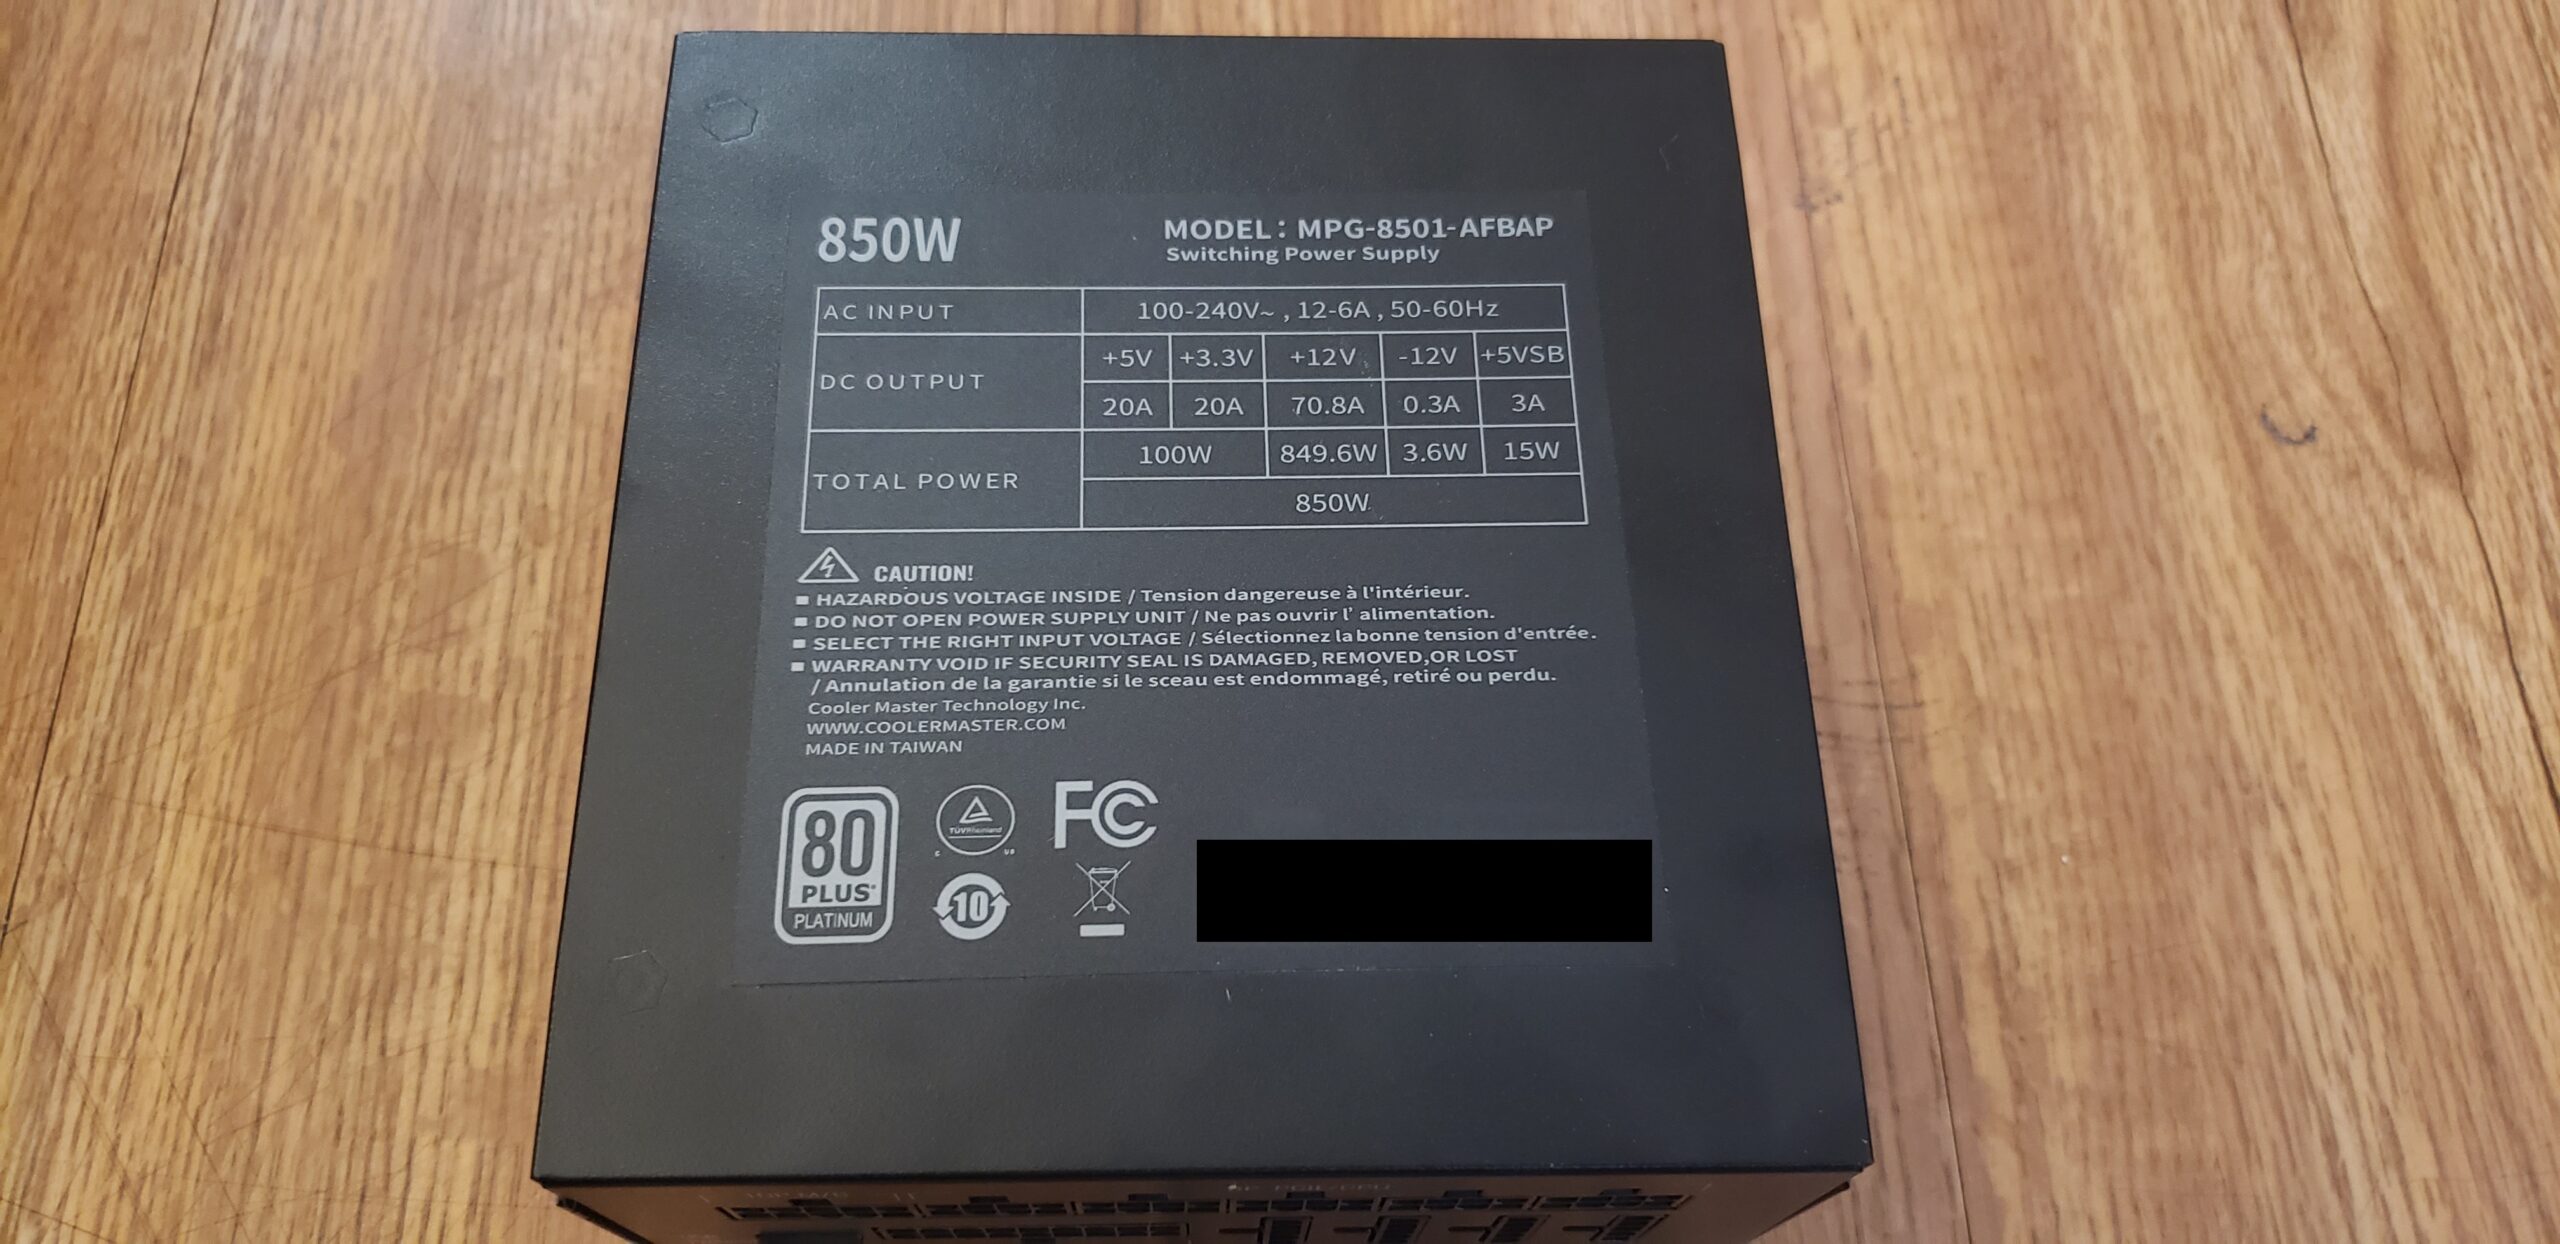 850W
MODEL: MPG-8501-AFBAP
Switching Power Supply
AC INPUT 100-240V~ , 12-6A , 50-60Hz
DC OUTPUT +5V +3.3V +12V -12V +5VSB
20A 20A 70.8A 0.3A 3A
TOTAL POWER 100W 849.6W 3.6W 15W
850W
CAUTION!
■ HAZARDOUS VOLTAGE INSIDE / Tension dangereuse à l'intérieur.
■ DO NOT OPEN POWER SUPPLY UNIT / Ne pas ouvrir l' alimentation.
■ SELECT THE RIGHT INPUT VOLTAGE / Sélectionnez la bonne tension d'entrée.
■ WARRANTY VOID IF SECURITY SEAL IS DAMAGED, REMOVED,OR LOST
/ Annulation de la garantie si le sceau est endommagé, retiré ou perdu.
Cooler Master Technology Inc.
WWW.COOLERMASTER.COM
MADE IN TAIWAN
80
PLUS
PLATINUM
TÜVRheinland
C US
FC
10